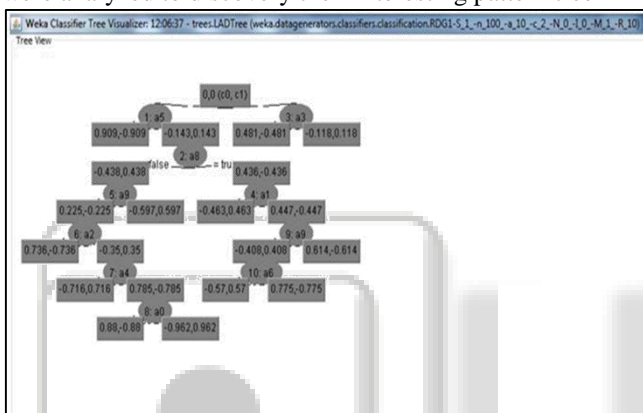 were analyzed to discovery the
Weka Classifier Tree Visualizer: 12:06:37 - trees.LADTree (weka.datagenerators.classifiers.classification.RDG1-S_1_-n_100_-a_10_-c_2_-N_0_-I_0_-M_1_-R_10)
Tree View
0,0 (c0, c1)
1: a5 3: a3
0.909,-0.909 -0.143,0.143 0.481,-0.481 -0.118,0.118
2: a8
false = tru
-0.438,0.438 0.436,-0.436
5: a9 4: a1
0.225,-0.225 -0.597,0.597 -0.463,0.463 0.447,-0.447
6: a2 9: a9
0.736,-0.736 -0.35,0.35 -0.408,0.408 0.614,-0.614
7: a4 10: a6
-0.716,0.716 0.785,-0.785 -0.57,0.57 0.775,-0.775
8: a0
0.88,-0.88 -0.962,0.962